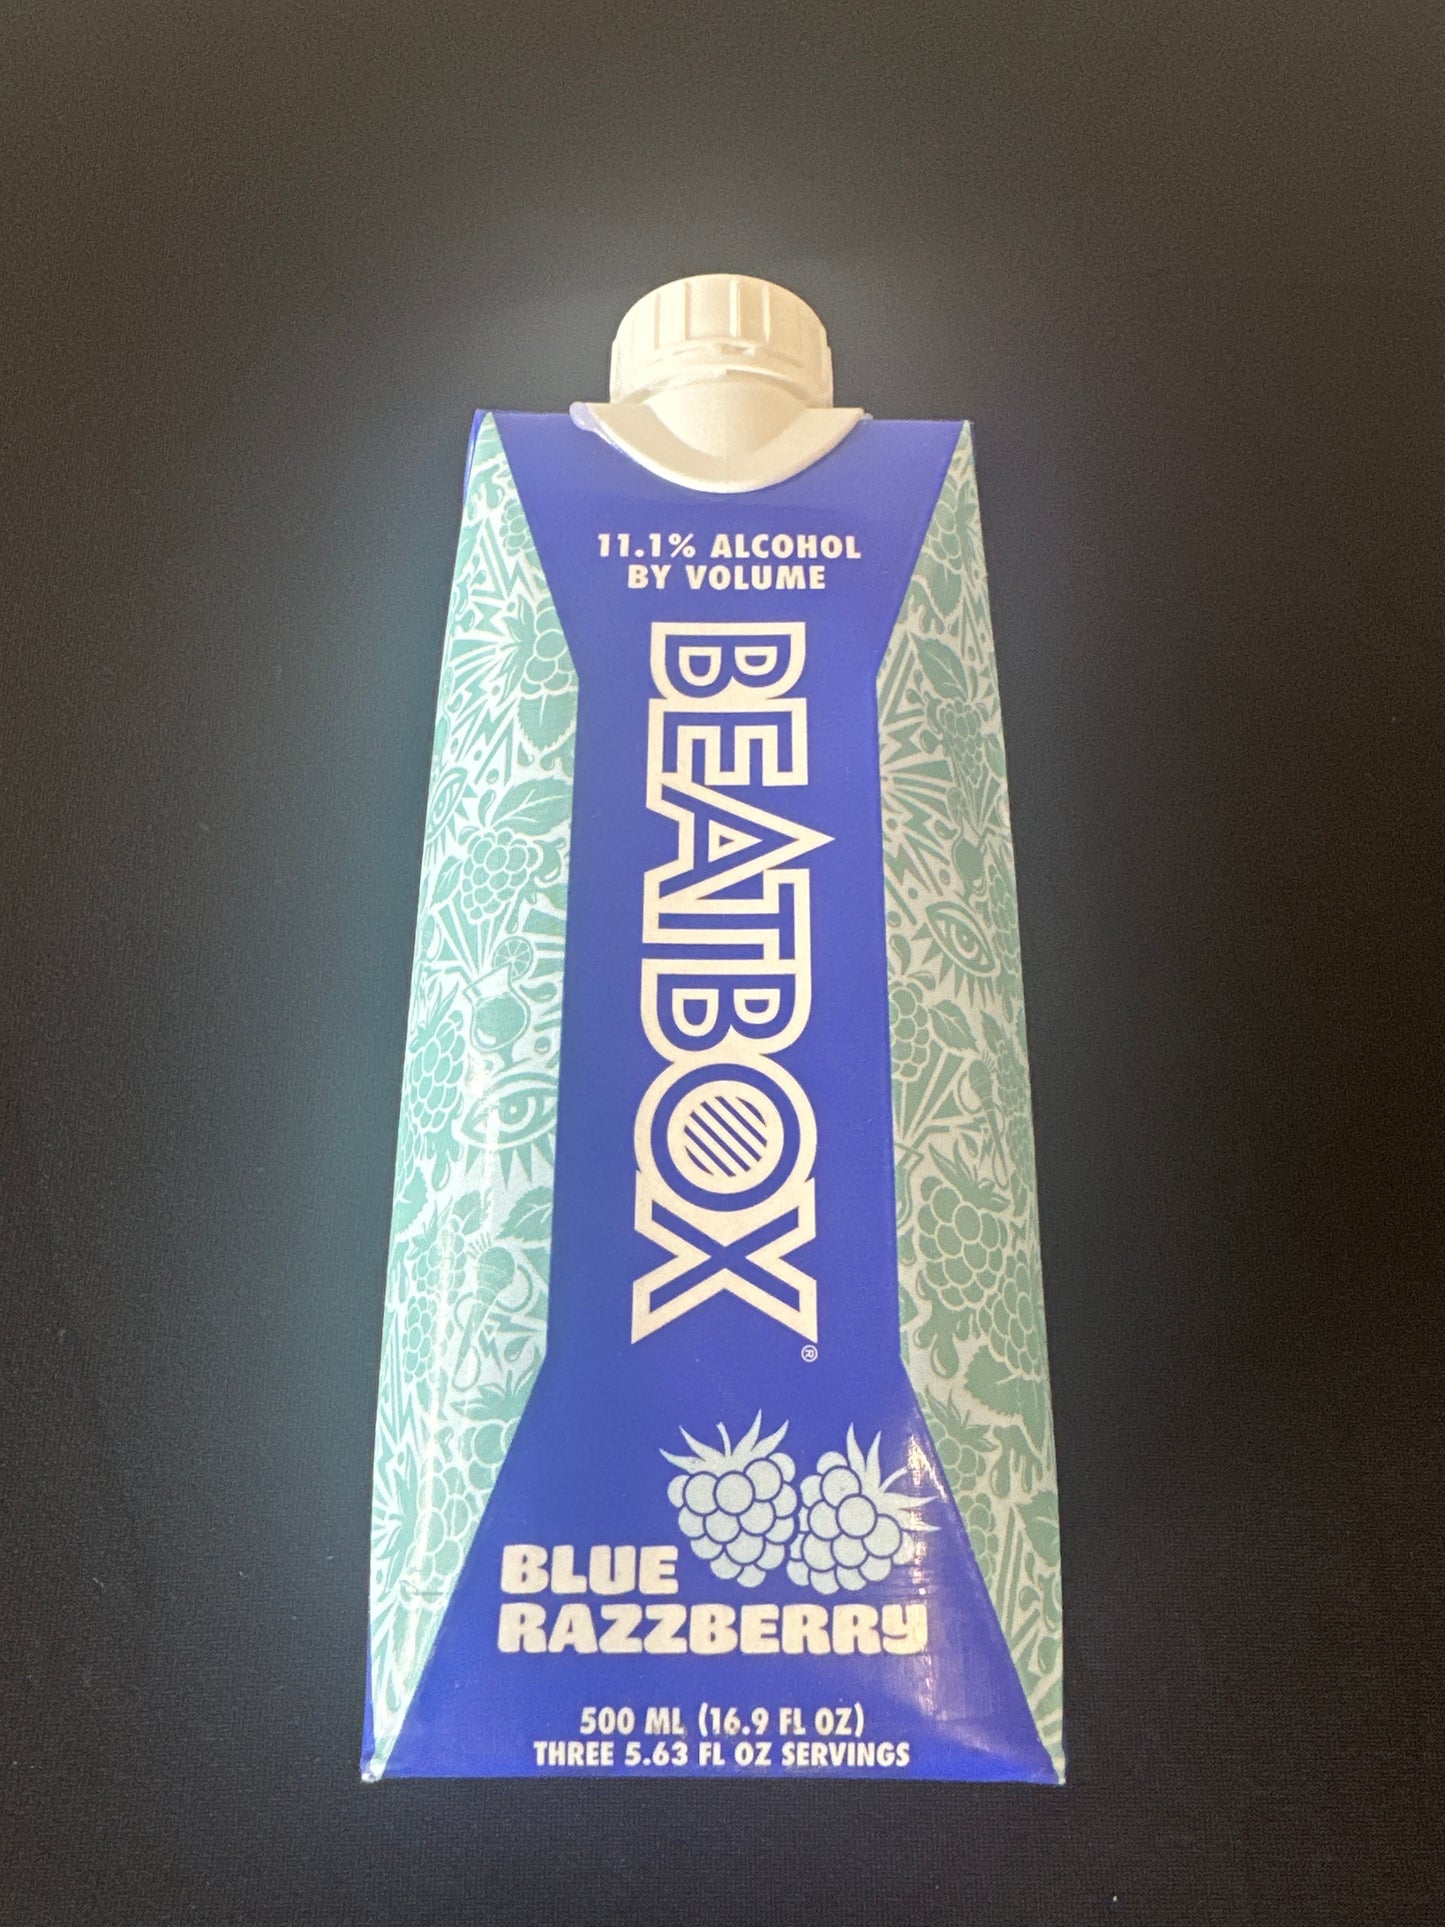 11.1% ALCOHOL
BY VOLUME
BEATBOX®
BLUE
RAZZBERRY
500 ML (16.9 FL OZ)
THREE 5.63 FL OZ SERVINGS